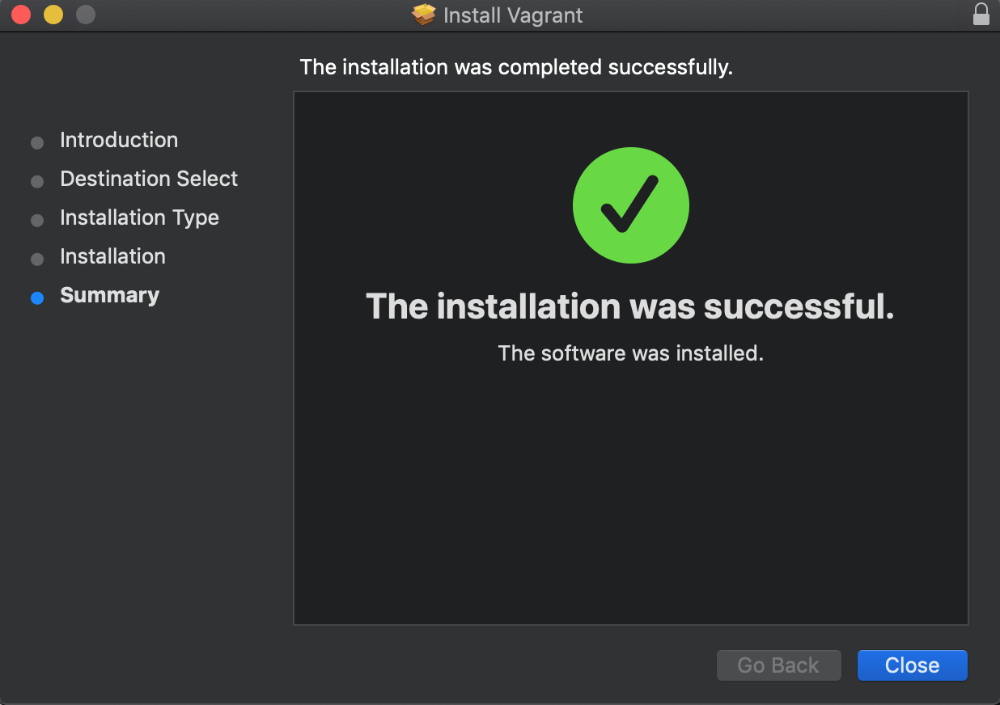 Install Vagrant
The installation was completed successfully.
Introduction
Destination Select
Installation Type
Installation
Summary
The installation was successful.
The software was installed.
Go Back
Close